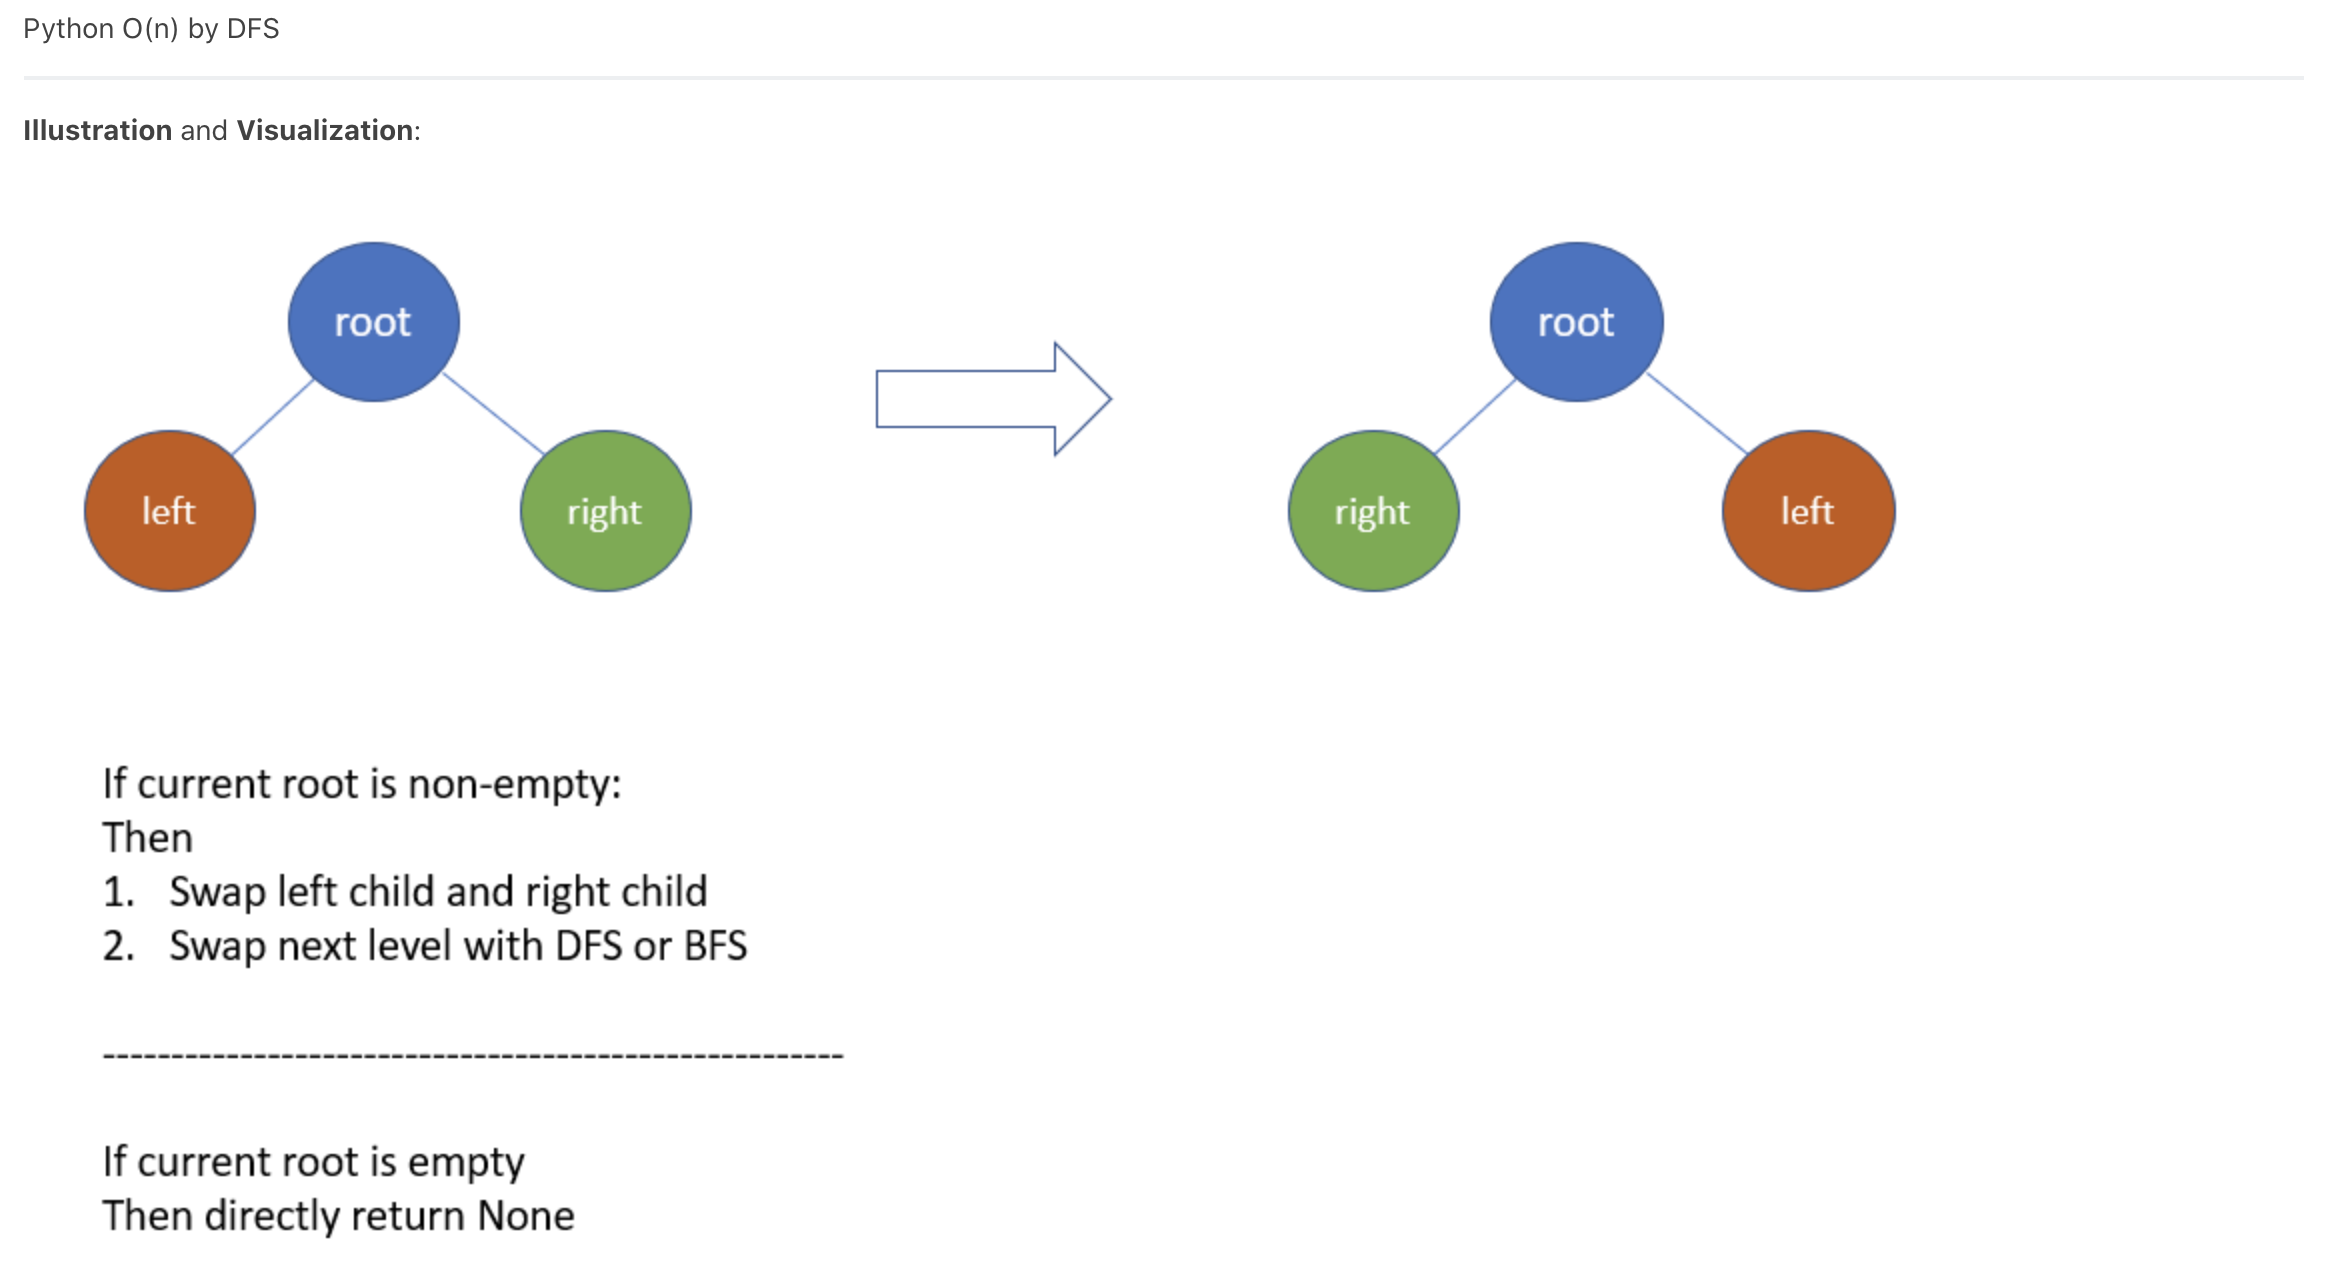 Python O(n) by DFS
Illustration and Visualization:
root
left
right
root
right
left
If current root is non-empty:
Then
1. Swap left child and right child
2. Swap next level with DFS or BFS
------------------------------------------------------
If current root is empty
Then directly return None